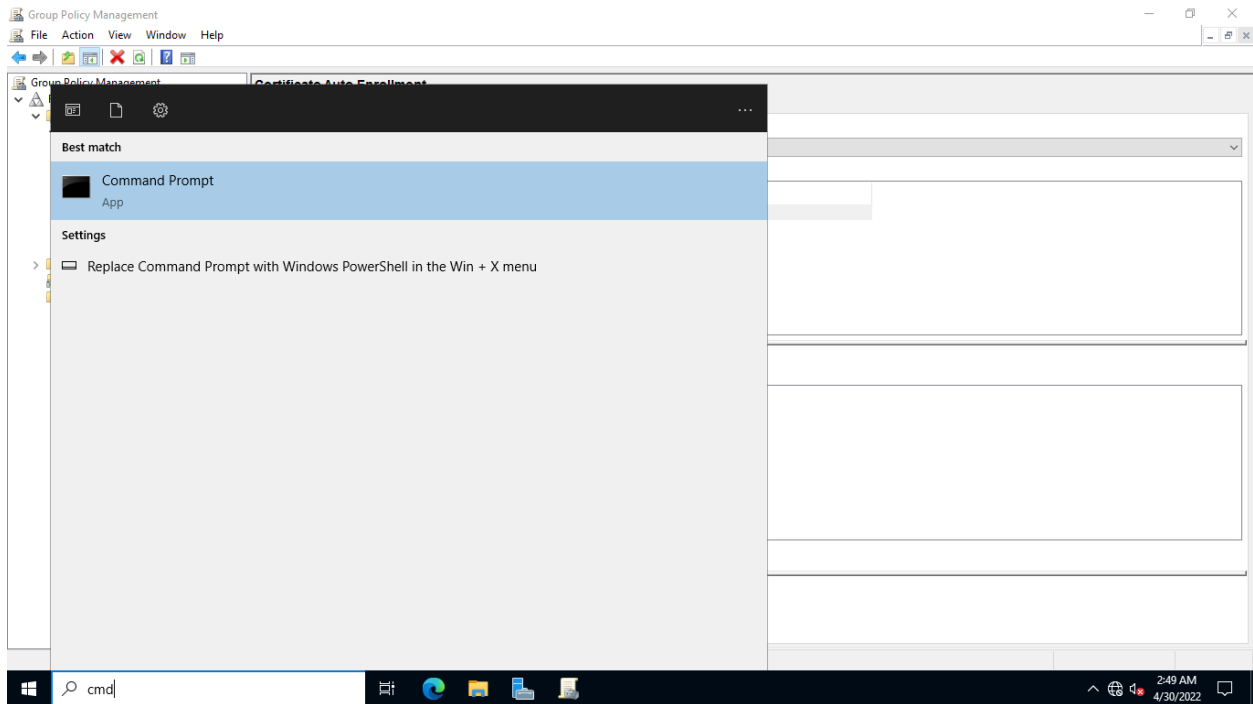 Group Policy Management
File Action View Window Help
Group Policy Management
Certificate Auto Enrollment
...
Best match
Command Prompt
App
Settings
Replace Command Prompt with Windows PowerShell in the Win + X menu
cmd
2:49 AM
4/30/2022